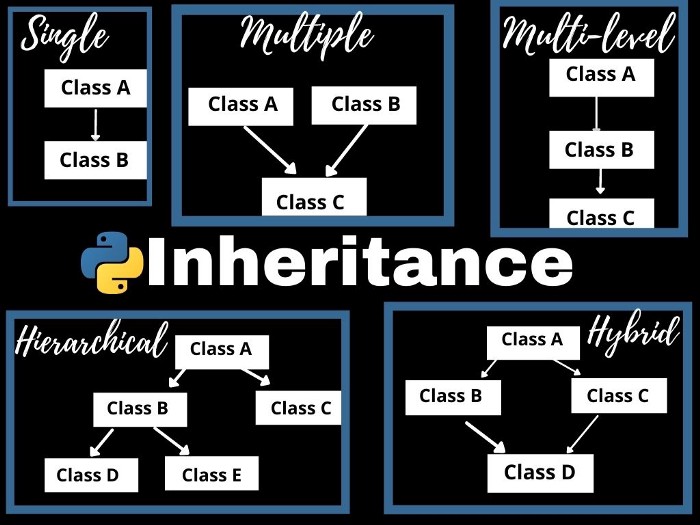 Single
Class A
Class B
Multiple
Class A
Class B
Class C
Multi-level
Class A
Class B
Class C
Inheritance
Hierarchical
Class A
Class B
Class C
Class D
Class E
Hybrid
Class A
Class B
Class C
Class D